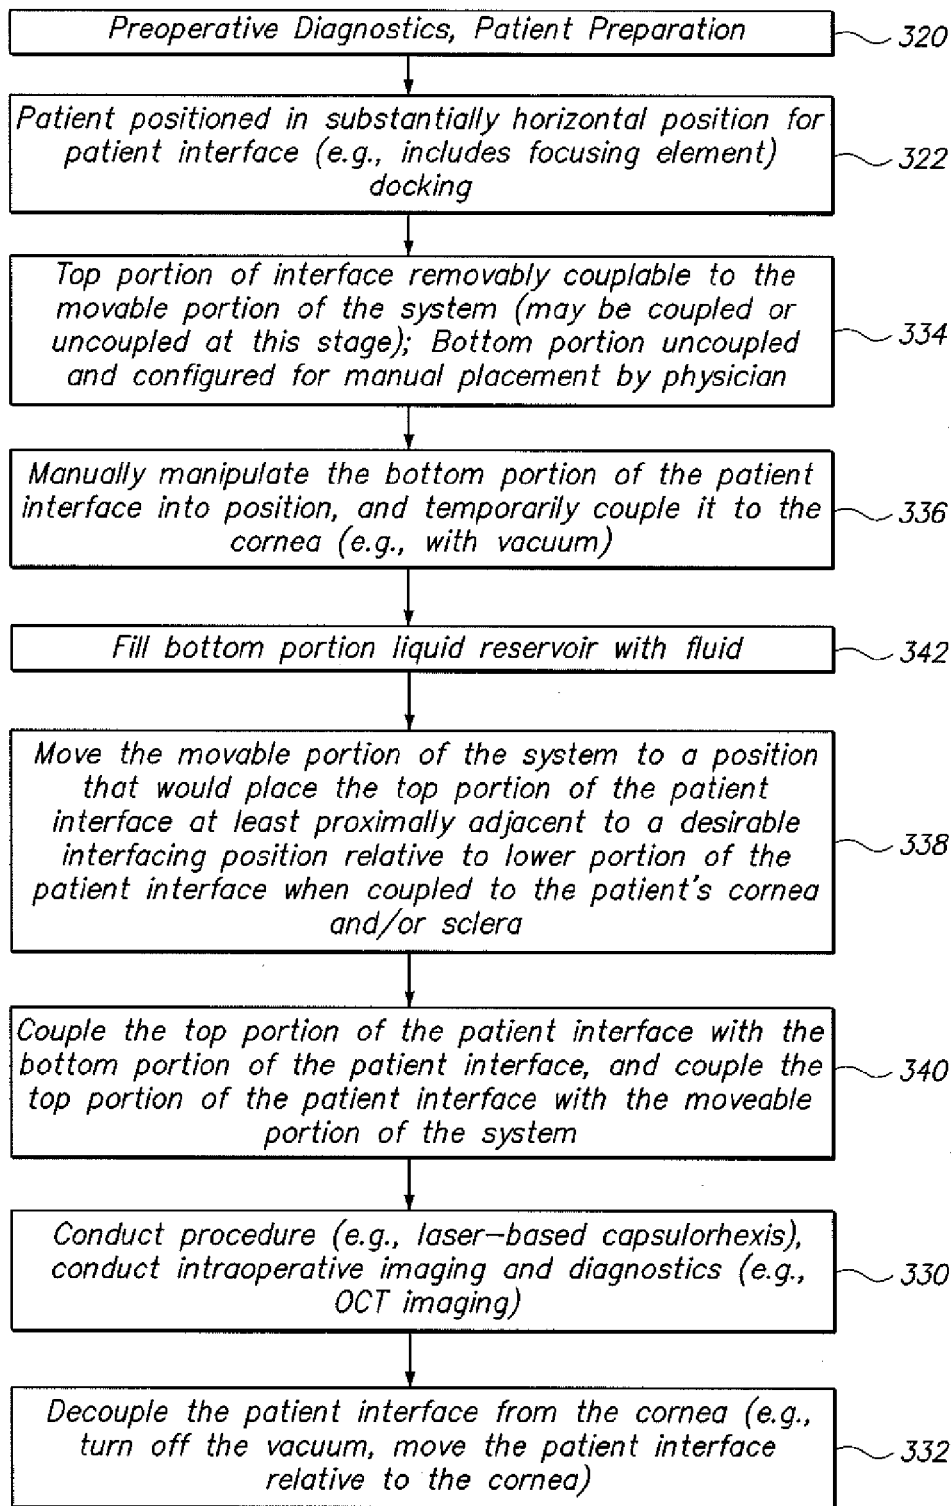 Preoperative Diagnostics, Patient Preparation
320
Patient positioned in substantially horizontal position for
patient interface (e.g., includes focusing element)
docking
322
Top portion of interface removably couplable to the
movable portion of the system (may be coupled or
uncoupled at this stage); Bottom portion uncoupled
and configured for manual placement by physician
334
Manually manipulate the bottom portion of the patient
interface into position, and temporarily couple it to the
cornea (e.g., with vacuum)
336
Fill bottom portion liquid reservoir with fluid
342
Move the movable portion of the system to a position
that would place the top portion of the patient
interface at least proximally adjacent to a desirable
interfacing position relative to lower portion of the
patient interface when coupled to the patient's cornea
and/or sclera
338
Couple the top portion of the patient interface with the
bottom portion of the patient interface, and couple the
top portion of the patient interface with the moveable
portion of the system
340
Conduct procedure (e.g., laser-based capsulorhexis),
conduct intraoperative imaging and diagnostics (e.g.,
OCT imaging)
330
Decouple the patient interface from the cornea (e.g.,
turn off the vacuum, move the patient interface
relative to the cornea)
332